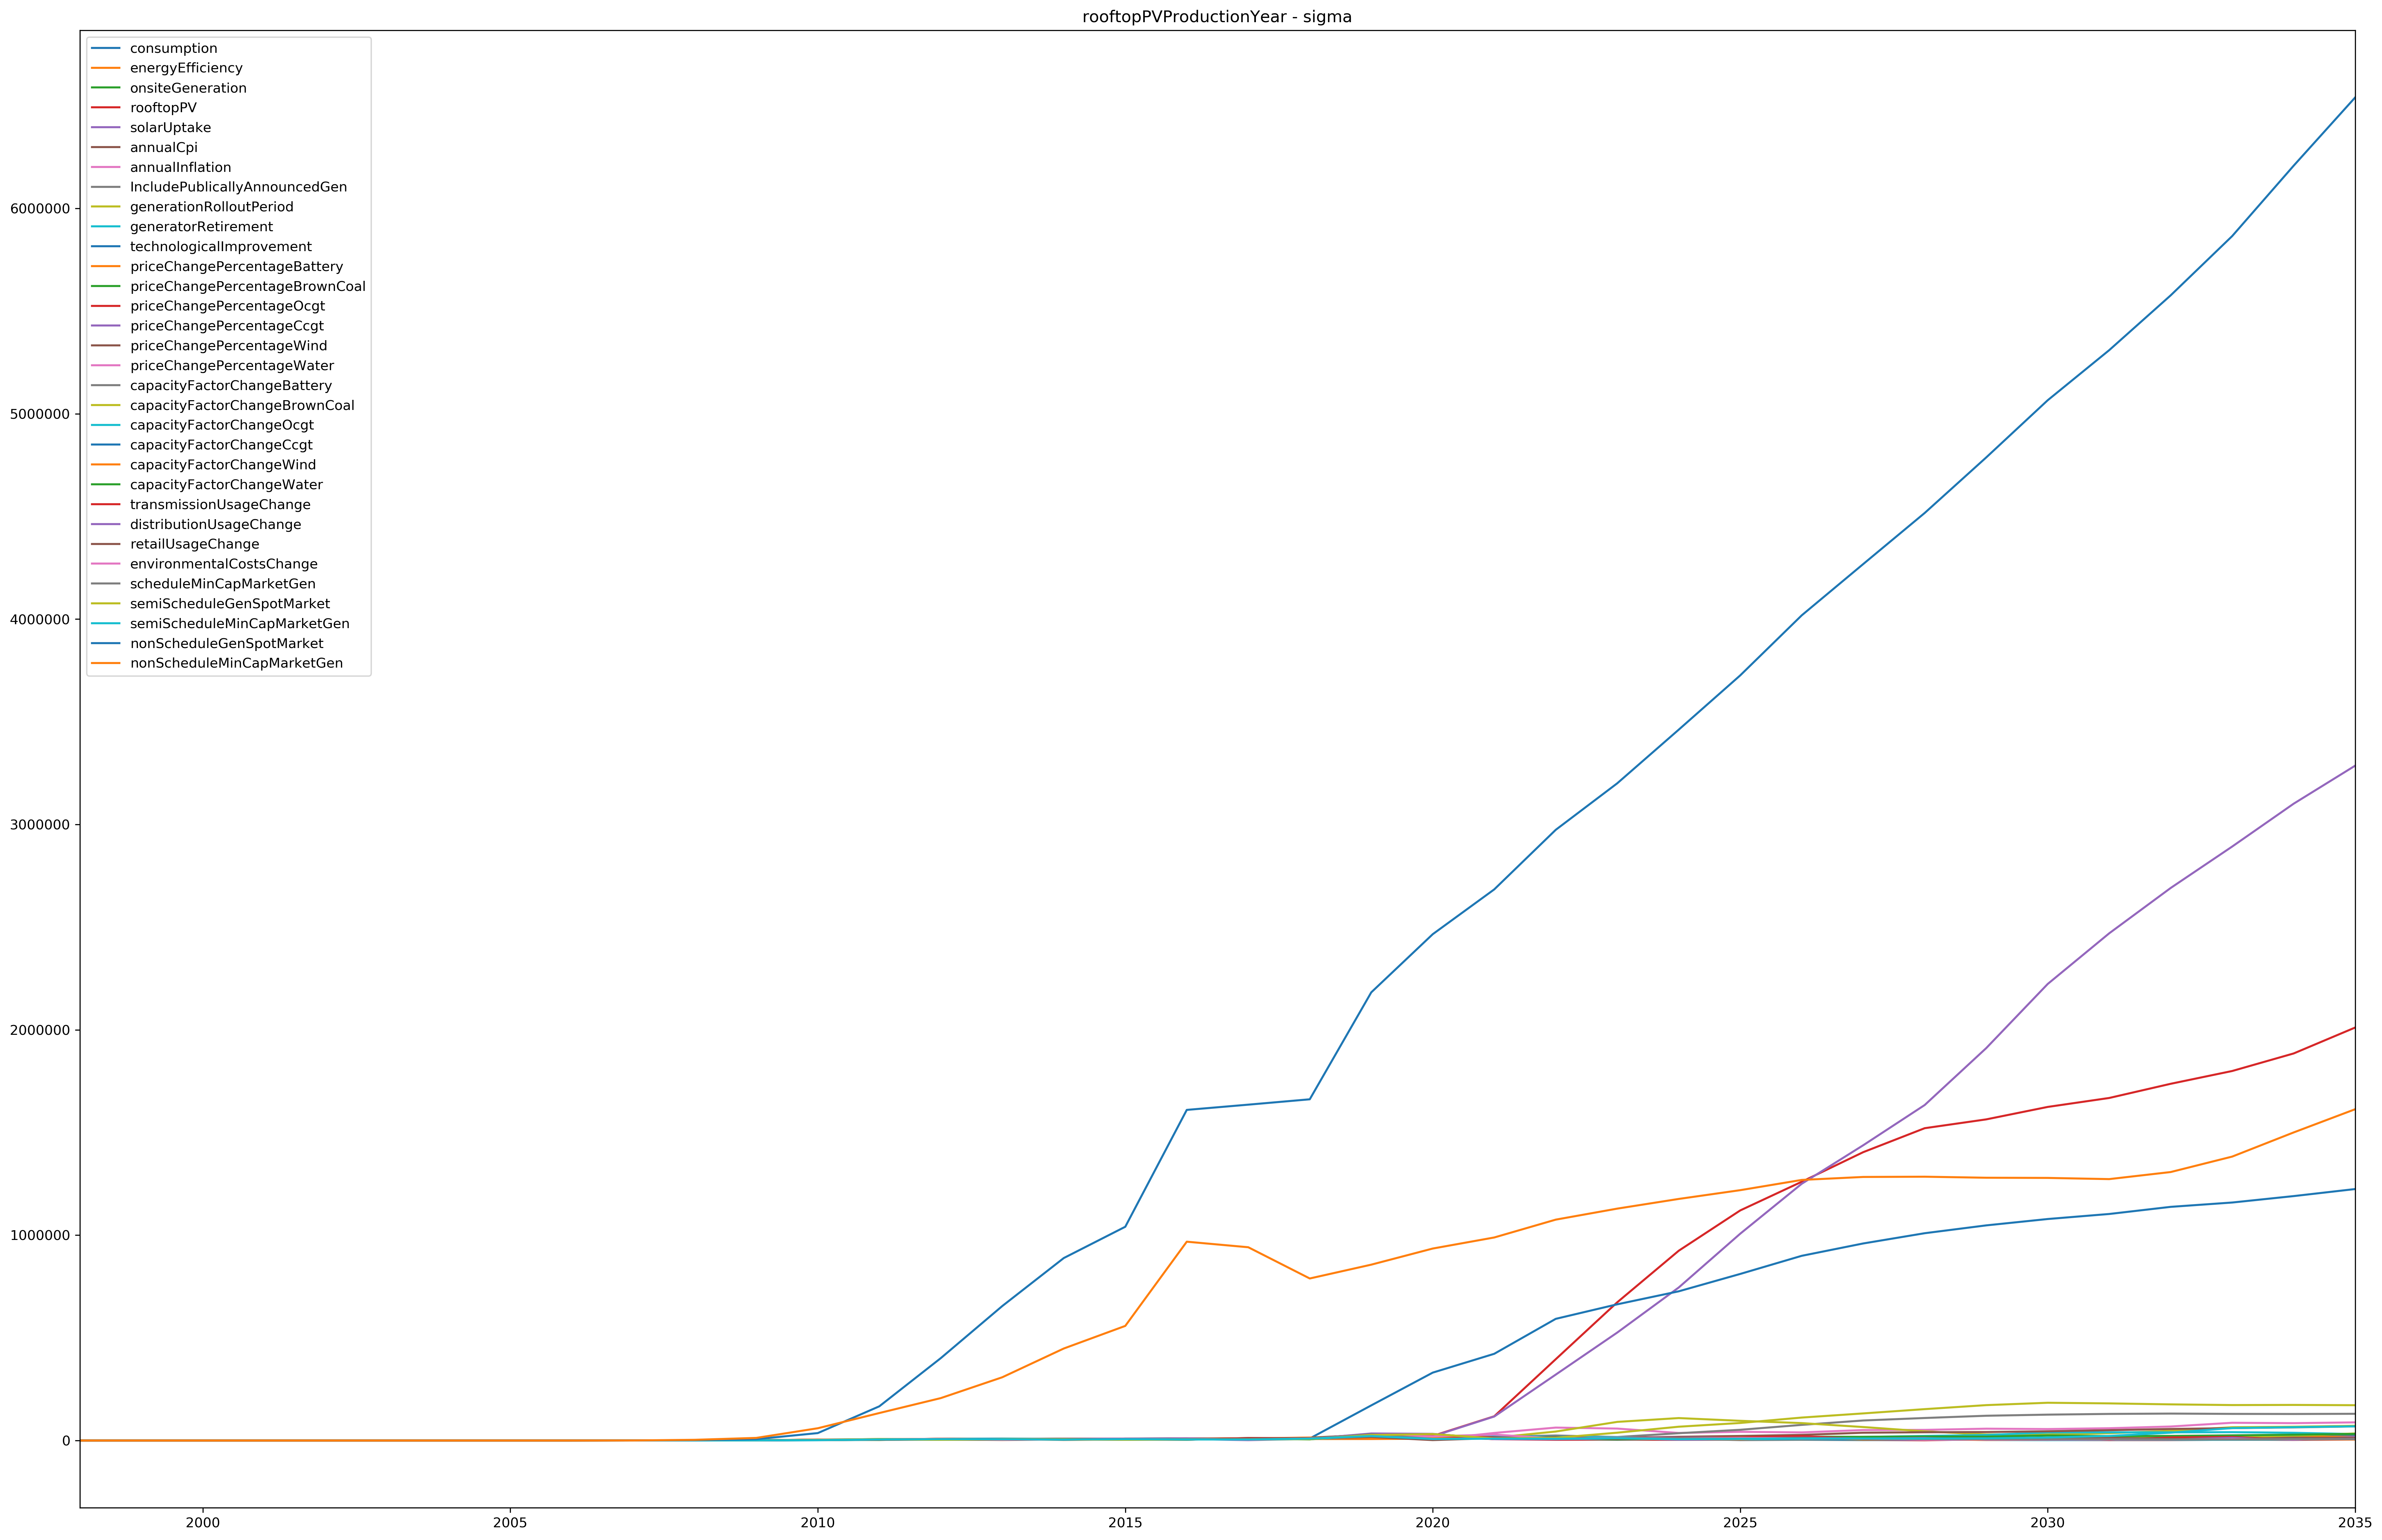 rooftopPVProductionYear - sigma
consumption
energyEfficiency
onsiteGeneration
rooftopPV
solarUptake
annualCpi
annualInflation
IncludePublicallyAnnouncedGen
generationRolloutPeriod
generatorRetirement
technologicalImprovement
priceChangePercentageBattery
priceChangePercentageBrownCoal
priceChangePercentageOcgt
priceChangePercentageCcgt
priceChangePercentageWind
priceChangePercentageWater
capacityFactorChangeBattery
capacityFactorChangeBrownCoal
capacityFactorChangeOcgt
capacityFactorChangeCcgt
capacityFactorChangeWind
capacityFactorChangeWater
transmissionUsageChange
distributionUsageChange
retailUsageChange
environmentalCostsChange
scheduleMinCapMarketGen
semiScheduleGenSpotMarket
semiScheduleMinCapMarketGen
nonScheduleGenSpotMarket
nonScheduleMinCapMarketGen
6000000
5000000
4000000
3000000
2000000
1000000
0
2000 2005 2010 2015 2020 2025 2030 2035